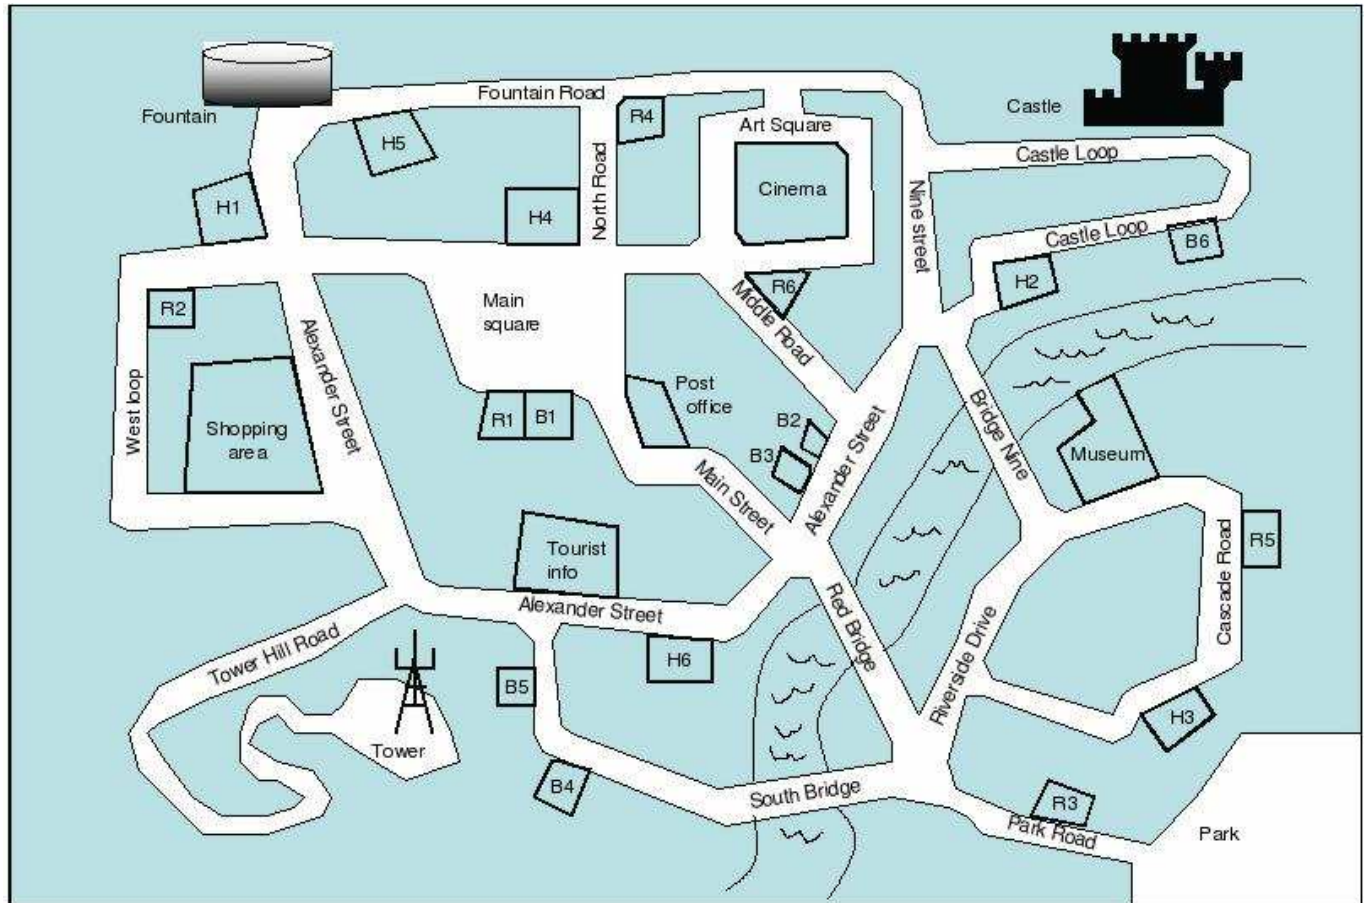 Fountain
Fountain Road
H5
R4
Art Square
Castle
Castle Loop
H1
H4
North Road
Cinema
Nine street
Castle Loop
B6
H2
R2
Main
square
R6
Middle Road
West loop
Alexander Street
Shopping
area
R1
B1
Post
office
B2
B3
Alexander Street
Bridge Nine
Museum
Main Street
Tourist
info
Alexander Street
Red Bridge
R5
Cascade Road
Tower Hill Road
H6
B5
Riverside Drive
H3
Tower
B4
South Bridge
R3
Park Road
Park